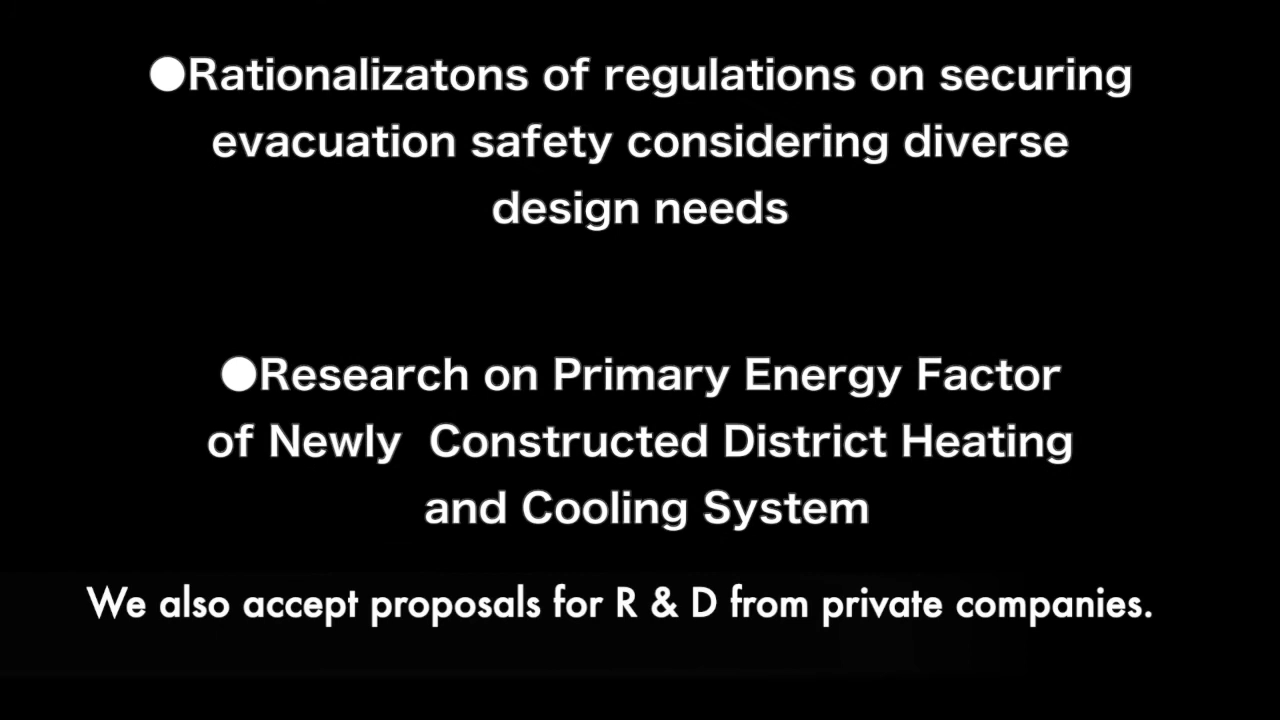 ●Rationalizatons of regulations on securing
evacuation safety considering diverse
design needs
●Research on Primary Energy Factor
of Newly  Constructed District Heating
and Cooling System
We also accept proposals for R & D from private companies.